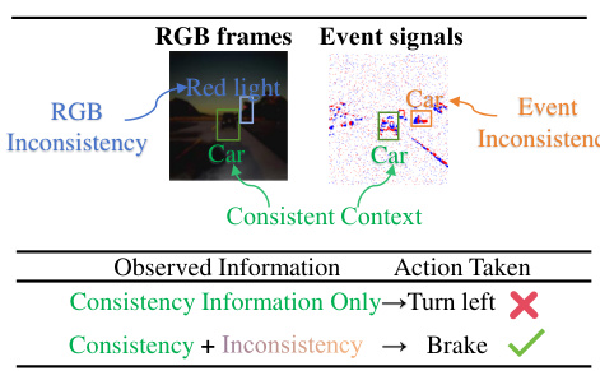 RGB frames Event signals
Red light
Car
RGB
Inconsistency
Event
Inconsistenc
Car
Car
Consistent Context
Observed Information Action Taken
Consistency Information Only→Turn left ✗
Consistency + Inconsistency → Brake ✓